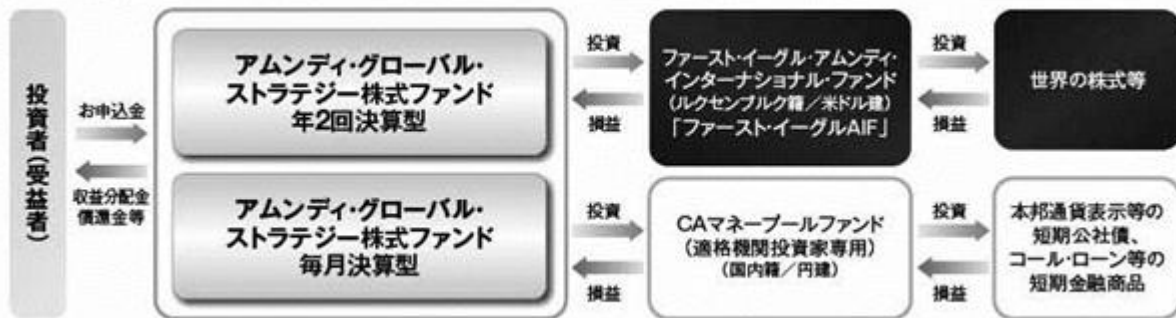 投資者(受益者)
お申込金
収益分配金
償還金等
アムンディ・グローバル・
ストラテジー株式ファンド
年2回決算型
アムンディ・グローバル・
ストラテジー株式ファンド
毎月決算型
投資
損益
投資
損益
ファースト・イーグル・アムンディ・
インターナショナル・ファンド
(ルクセンブルク籍/米ドル建)
「ファースト・イーグルAIF」
CAマネープールファンド
(適格機関投資家専用)
(国内籍/円建)
投資
損益
投資
損益
世界の株式等
本邦通貨表示等の
短期公社債、
コール・ローン等の
短期金融商品